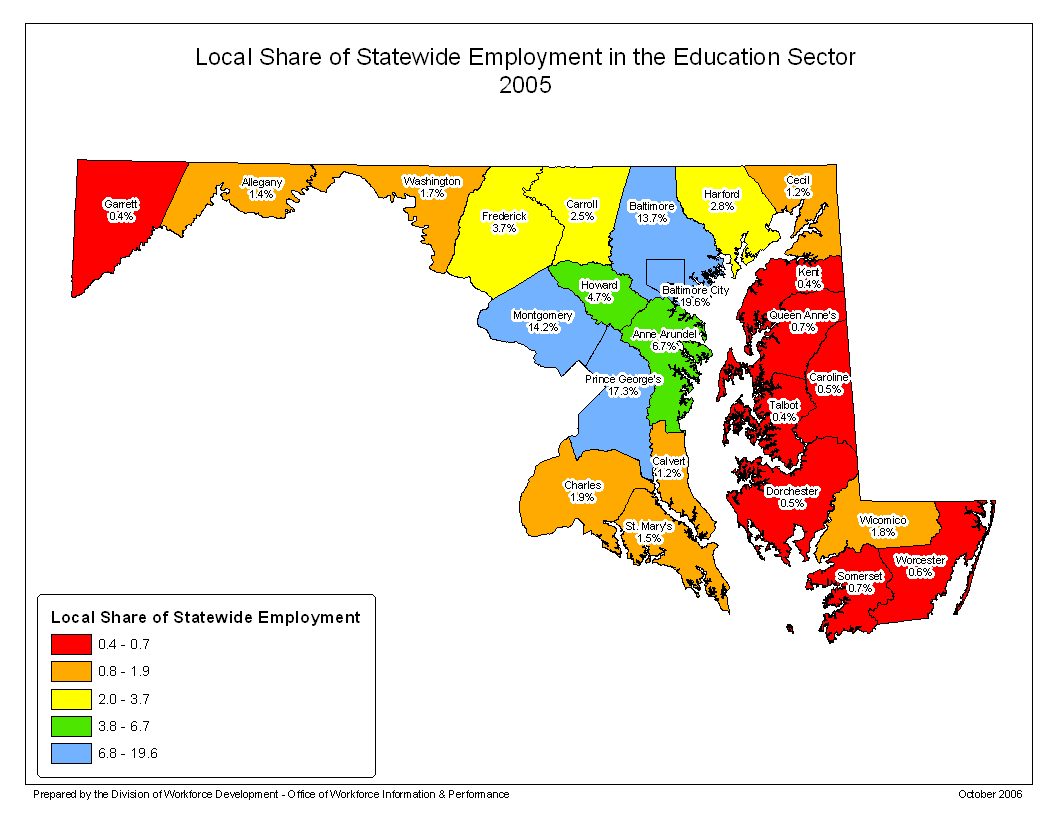 Local Share of Statewide Employment in the Education Sector
2005
Garrett
0.4%
Allegany
1.4%
Washington
1.7%
Frederick
3.7%
Carroll
2.5%
Baltimore
13.7%
Harford
2.8%
Cecil
1.2%
Kent
0.4%
Howard
4.7%
Baltimore City
19.6%
Montgomery
14.2%
Anne Arundel
6.7%
Queen Anne's
0.7%
Prince George's
17.3%
Caroline
0.5%
Talbot
0.4%
Calvert
1.2%
Charles
1.9%
Dorchester
0.5%
St. Mary's
1.5%
Wicomico
1.8%
Worcester
0.6%
Somerset
0.7%
Local Share of Statewide Employment
0.4 - 0.7
0.8 - 1.9
2.0 - 3.7
3.8 - 6.7
6.8 - 19.6
Prepared by the Division of Workforce Development - Office of Workforce Information & Performance
October 2006